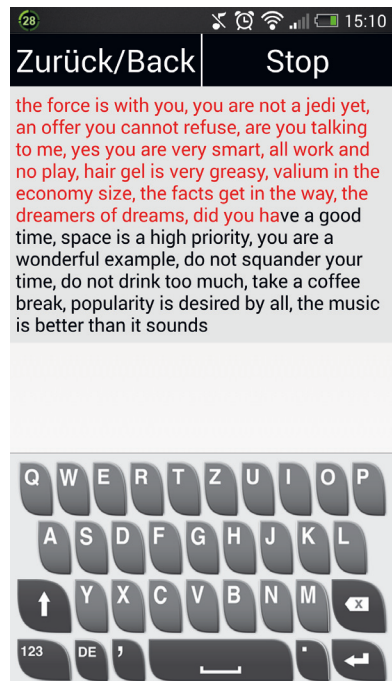 28 15:10
Zurück/Back Stop
the force is with you, you are not a jedi yet,
an offer you cannot refuse, are you talking
to me, yes you are very smart, all work and
no play, hair gel is very greasy, valium in the
economy size, the facts get in the way, the
dreamers of dreams, did you have a good
time, space is a high priority, you are a
wonderful example, do not squander your
time, do not drink too much, take a coffee
break, popularity is desired by all, the music
is better than it sounds
Q W E R T Z U I O P
A S D F G H J K L
Y X C V B N M x
123 DE , .